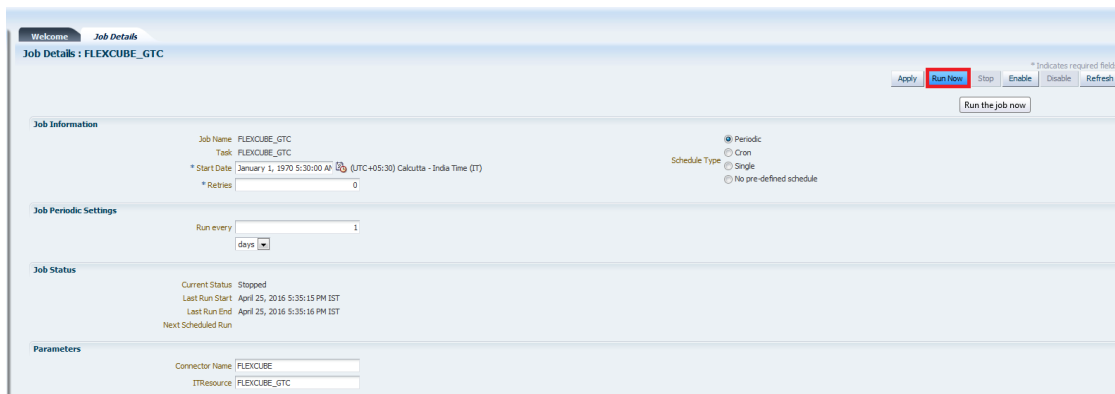 Welcome Job Details
Job Details : FLEXCUBE_GTC
* Indicates required field
Apply Run Now Stop Enable Disable Refresh
Run the job now
Job Information
Job Name FLEXCUBE_GTC
Task FLEXCUBE_GTC
* Start Date January 1, 1970 5:30:00 AM (UTC+05:30) Calcutta - India Time (IT)
* Retries 0
Schedule Type
Periodic
Cron
Single
No pre-defined schedule
Job Periodic Settings
Run every 1
days
Job Status
Current Status Stopped
Last Run Start April 25, 2016 5:35:15 PM IST
Last Run End April 25, 2016 5:35:16 PM IST
Next Scheduled Run
Parameters
Connector Name FLEXCUBE
ITResource FLEXCUBE_GTC